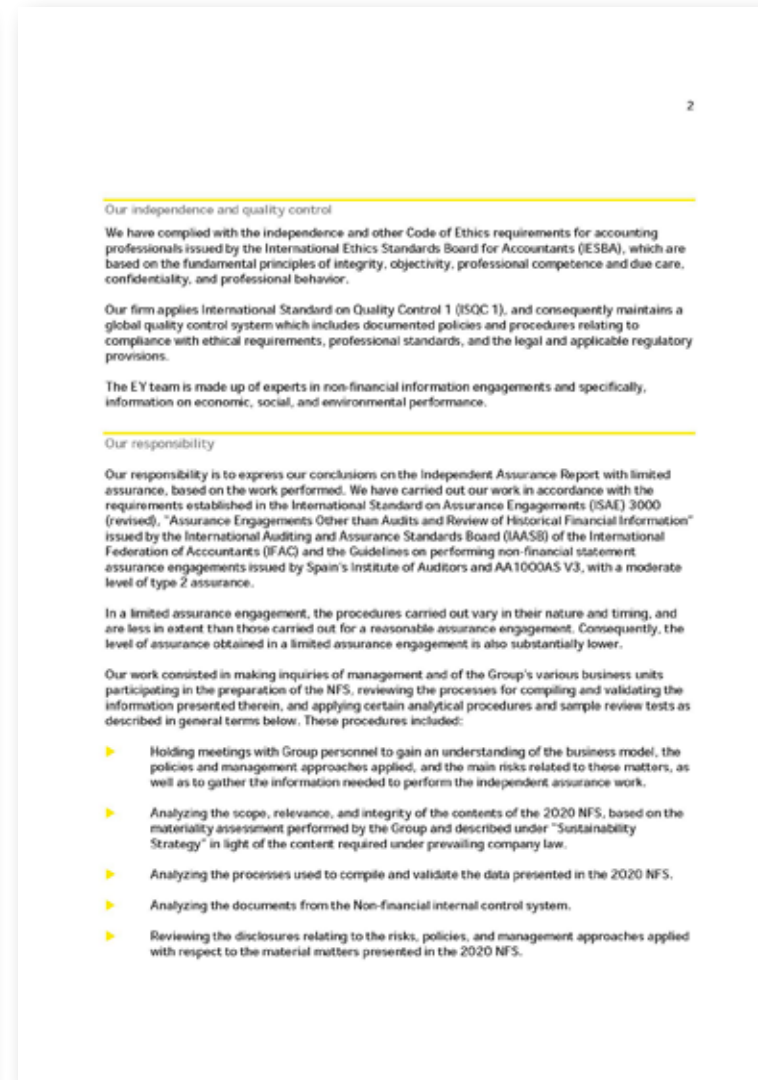 2
Our independence and quality control
We have complied with the independence and other Code of Ethics requirements for accounting
professionals issued by the International Ethics Standards Board for Accountants (IESBA), which are
based on the fundamental principles of integrity, objectivity, professional competence and due care,
confidentiality, and professional behavior.
Our firm applies International Standard on Quality Control 1 (ISQC 1), and consequently maintains a
global quality control system which includes documented policies and procedures relating to
compliance with ethical requirements, professional standards, and the legal and applicable regulatory
provisions.
The EY team is made up of experts in non-financial information engagements and specifically,
information on economic, social, and environmental performance.
Our responsibility
Our responsibility is to express our conclusions on the Independent Assurance Report with limited
assurance, based on the work performed. We have carried out our work in accordance with the
requirements established in the International Standard on Assurance Engagements (ISAE) 3000
(revised), "Assurance Engagements Other than Audits and Review of Historical Financial Information"
issued by the International Auditing and Assurance Standards Board (IAASB) of the International
Federation of Accountants (IFAC) and the Guidelines on performing non-financial statement
assurance engagements issued by Spain's Institute of Auditors and AA1000AS V3, with a moderate
level of type 2 assurance.
In a limited assurance engagement, the procedures carried out vary in their nature and timing, and
are less in extent than those carried out for a reasonable assurance engagement. Consequently, the
level of assurance obtained in a limited assurance engagement is also substantially lower.
Our work consisted in making inquiries of management and of the Group's various business units
participating in the preparation of the NFS, reviewing the processes for compiling and validating the
information presented therein, and applying certain analytical procedures and sample review tests as
described in general terms below. These procedures included:
Holding meetings with Group personnel to gain an understanding of the business model, the
policies and management approaches applied, and the main risks related to these matters, as
well as to gather the information needed to perform the independent assurance work.
Analyzing the scope, relevance, and integrity of the contents of the 2020 NFS, based on the
materiality assessment performed by the Group and described under "Sustainability
Strategy" in light of the content required under prevailing company law.
Analyzing the processes used to compile and validate the data presented in the 2020 NFS.
Analyzing the documents from the Non-financial internal control system.
Reviewing the disclosures relating to the risks, policies, and management approaches applied
with respect to the material matters presented in the 2020 NFS.